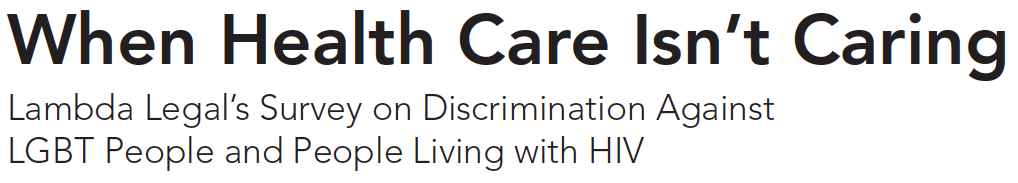 When Health Care Isn’t Caring
Lambda Legal’s Survey on Discrimination Against
LGBT People and People Living with HIV